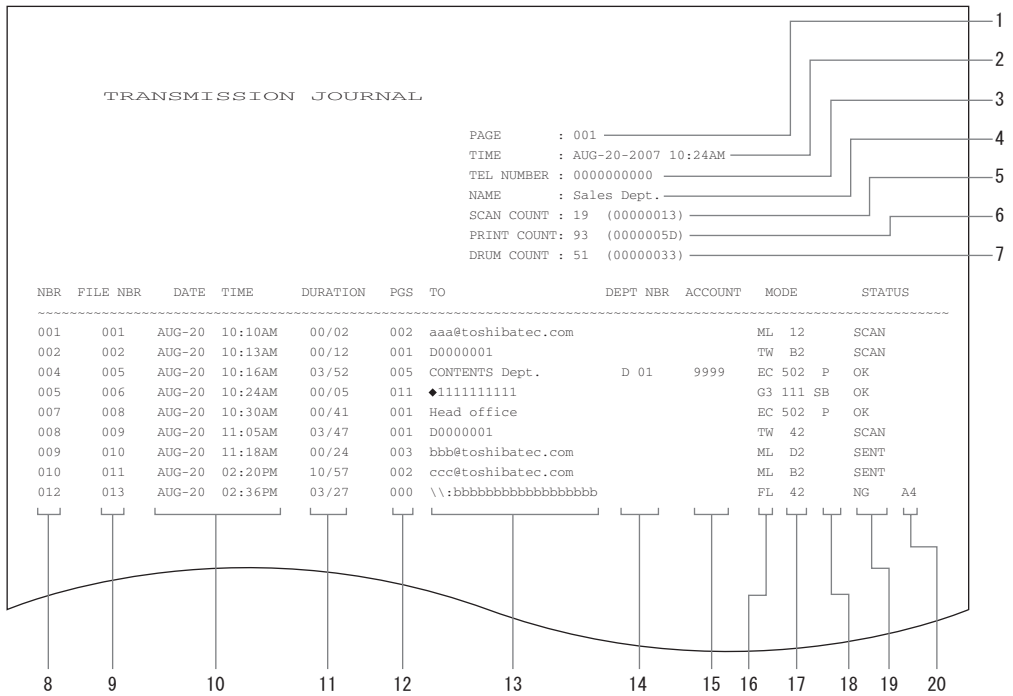 1
2
TRANSMISSION JOURNAL
3
PAGE : 001
4
TIME : AUG-20-2007 10:24AM
TEL NUMBER : 0000000000
5
NAME : Sales Dept.
SCAN COUNT : 19 (00000013)
6
PRINT COUNT: 93 (0000005D)
DRUM COUNT : 51 (00000033)
7
NBR FILE NBR DATE TIME DURATION PGS TO DEPT NBR ACCOUNT MODE STATUS
001 001 AUG-20 10:10AM 00/02 002 aaa@toshibatec.com ML 12 SCAN
002 002 AUG-20 10:13AM 00/12 001 D0000001 TW B2 SCAN
004 005 AUG-20 10:16AM 03/52 005 CONTENTS Dept. D 01 9999 EC 502 P OK
005 006 AUG-20 10:24AM 00/05 011 ◆1111111111 G3 111 SB OK
007 008 AUG-20 10:30AM 00/41 001 Head office EC 502 P OK
008 009 AUG-20 11:05AM 03/47 001 D0000001 TW 42 SCAN
009 010 AUG-20 11:18AM 00/24 003 bbb@toshibatec.com ML D2 SENT
010 011 AUG-20 02:20PM 10/57 002 ccc@toshibatec.com ML B2 SENT
012 013 AUG-20 02:36PM 03/27 000 \\:bbbbbbbbbbbbbbbbbb FL 42 NG A4
8 9 10 11 12 13 14 15 16 17 18 19 20